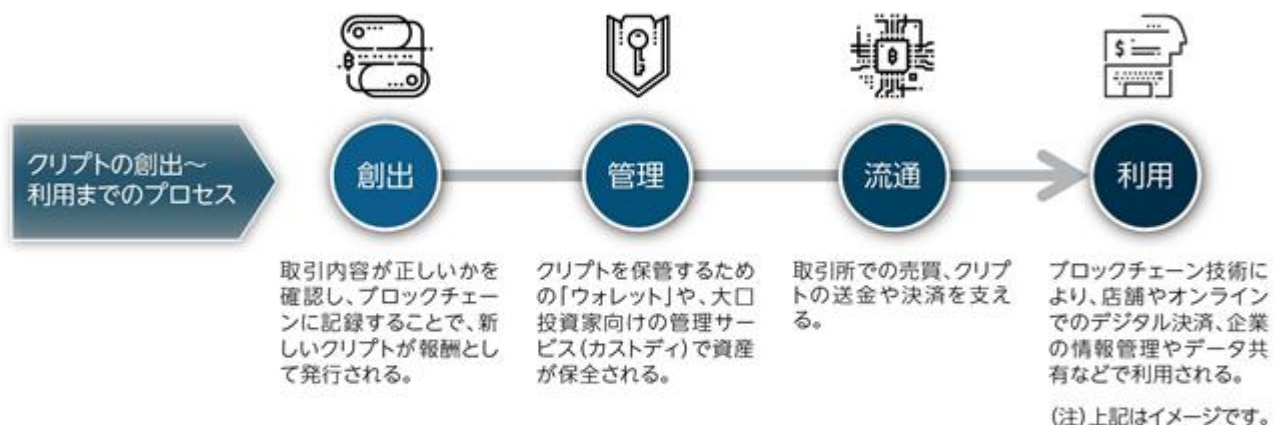 クリプトの創出～
利用までのプロセス
創出
取引内容が正しいかを
確認し、ブロックチェー
ンに記録することで、新
しいクリプトが報酬とし
て発行される。
管理
クリプトを保管するため
の「ウォレット」や、大口
投資家向けの管理サー
ビス(カストディ)で資産
が保全される。
流通
取引所での売買、クリプ
トの送金や決済を支え
る。
$
利用
ブロックチェーン技術に
より、店舗やオンライン
でのデジタル決済、企業
の情報管理やデータ共
有などで利用される。
(注)上記はイメージです。